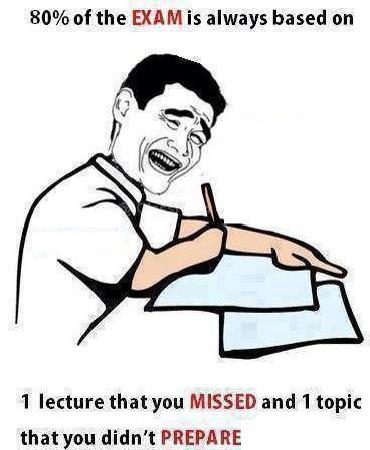 80% of the EXAM is always based on
1 lecture that you MISSED and 1 topic
that you didn't PREPARE